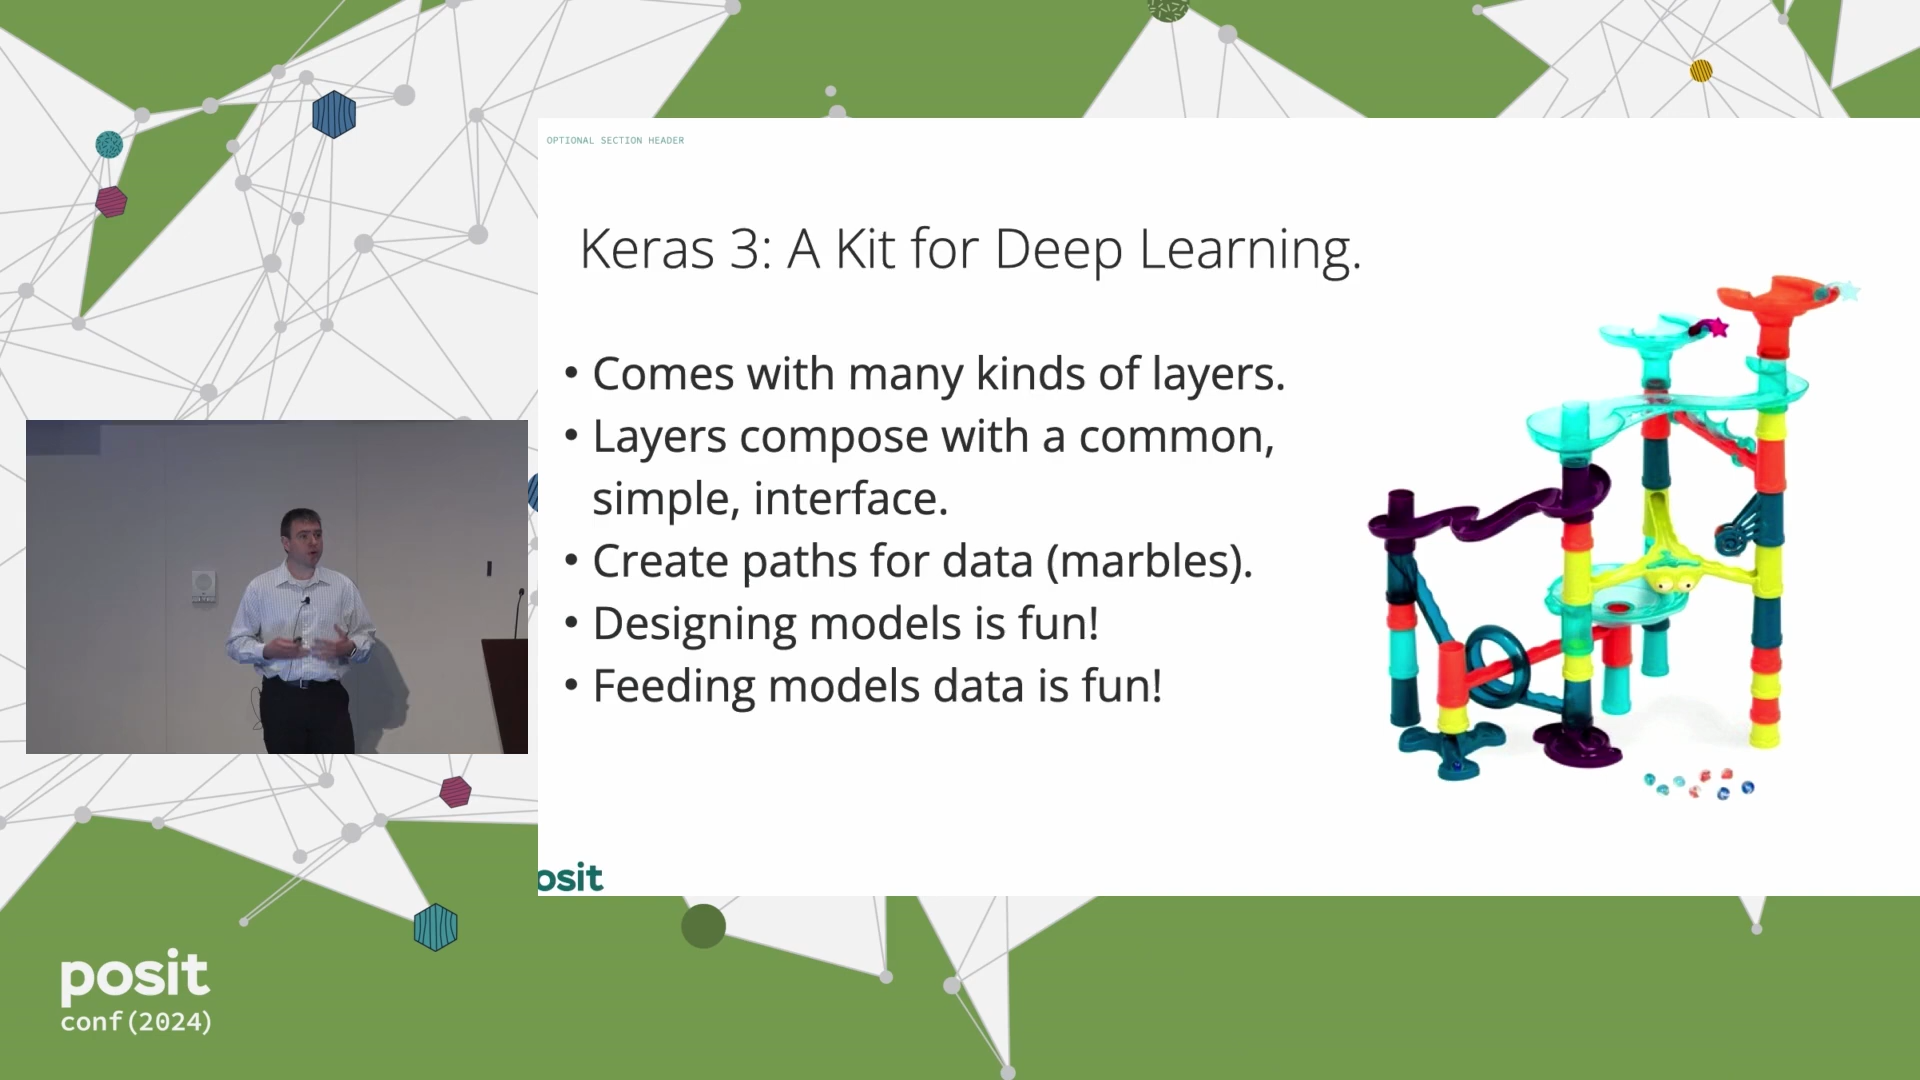 OPTIONAL SECTION HEADER
Keras 3: A Kit for Deep Learning.
• Comes with many kinds of layers.
• Layers compose with a common,
simple, interface.
• Create paths for data (marbles).
• Designing models is fun!
• Feeding models data is fun!
osit
posit
conf(2024)